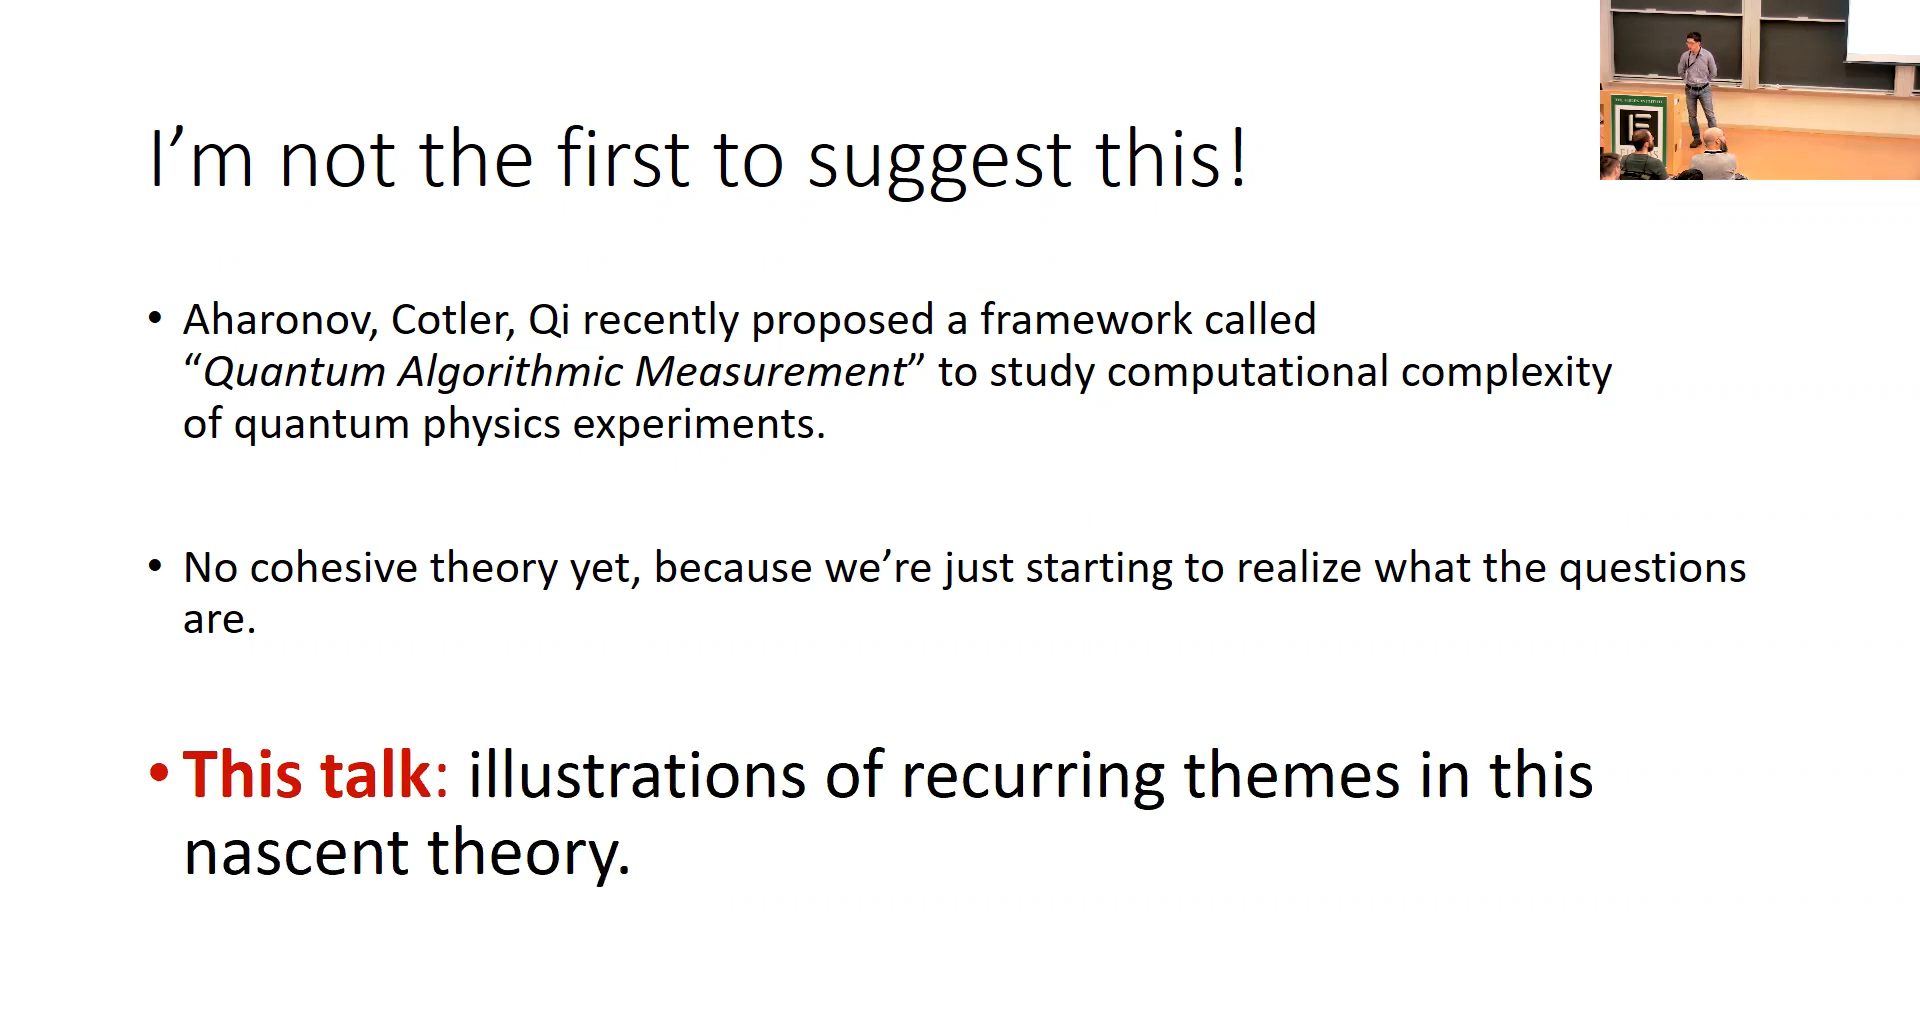 I’m not the first to suggest this!
• Aharonov, Cotler, Qi recently proposed a framework called
“Quantum Algorithmic Measurement” to study computational complexity
of quantum physics experiments.
• No cohesive theory yet, because we’re just starting to realize what the questions
are.
• This talk: illustrations of recurring themes in this
nascent theory.